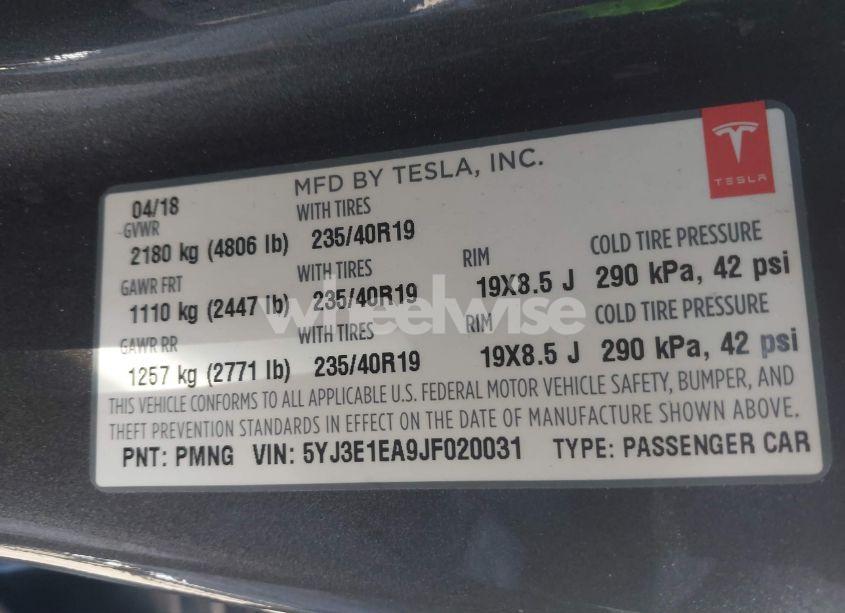 MFD BY TESLA, INC.
TESLA
04/18
GVWR WITH TIRES
2180 kg (4806 lb) 235/40R19
GAWR FRT WITH TIRES RIM COLD TIRE PRESSURE
1110 kg (2447 lb) 235/40R19 19X8.5 J 290 kPa, 42 psi
GAWR RR WITH TIRES RIM COLD TIRE PRESSURE
1257 kg (2771 lb) 235/40R19 19X8.5 J 290 kPa, 42 psi
THIS VEHICLE CONFORMS TO ALL APPLICABLE U.S. FEDERAL MOTOR VEHICLE SAFETY, BUMPER, AND
THEFT PREVENTION STANDARDS IN EFFECT ON THE DATE OF MANUFACTURE SHOWN ABOVE.
PNT: PMNG VIN: 5YJ3E1EA9JF020031 TYPE: PASSENGER CAR
wheelwise